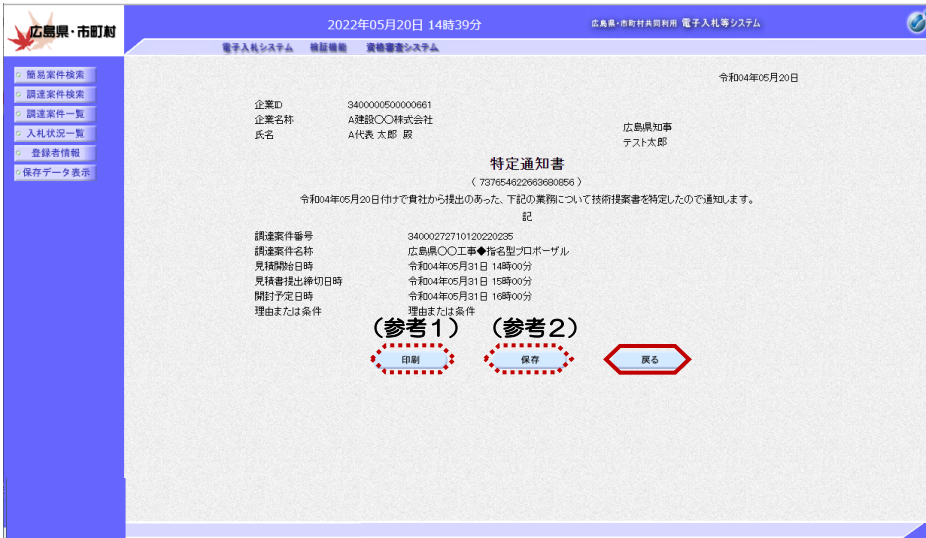 広島県・市町村
2022年05月20日 14時39分
広島県・市町村共同利用 電子入札等システム
電子入札システム 検証機能 資格審査システム
簡易案件検索
調達案件検索
調達案件一覧
入札状況一覧
登録者情報
保存データ表示
令和04年05月20日
企業ID 3400000500000661
企業名称 A建設〇〇株式会社
氏名 A代表 太郎 殿
広島県知事
テスト太郎
特定通知書
（737654622663680856）
令和04年05月20日付けで貴社から提出のあった、下記の業務について技術提案書を特定したので通知します。
記
調達案件番号 34000272710120220235
調達案件名称 広島県〇〇工事◆指名型プロポーザル
見積開始日時 令和04年05月31日 14時00分
見積書提出締切日時 令和04年05月31日 15時00分
開封予定日時 令和04年05月31日 16時00分
理由または条件 理由または条件
（参考１） （参考２）
印刷 保存 戻る